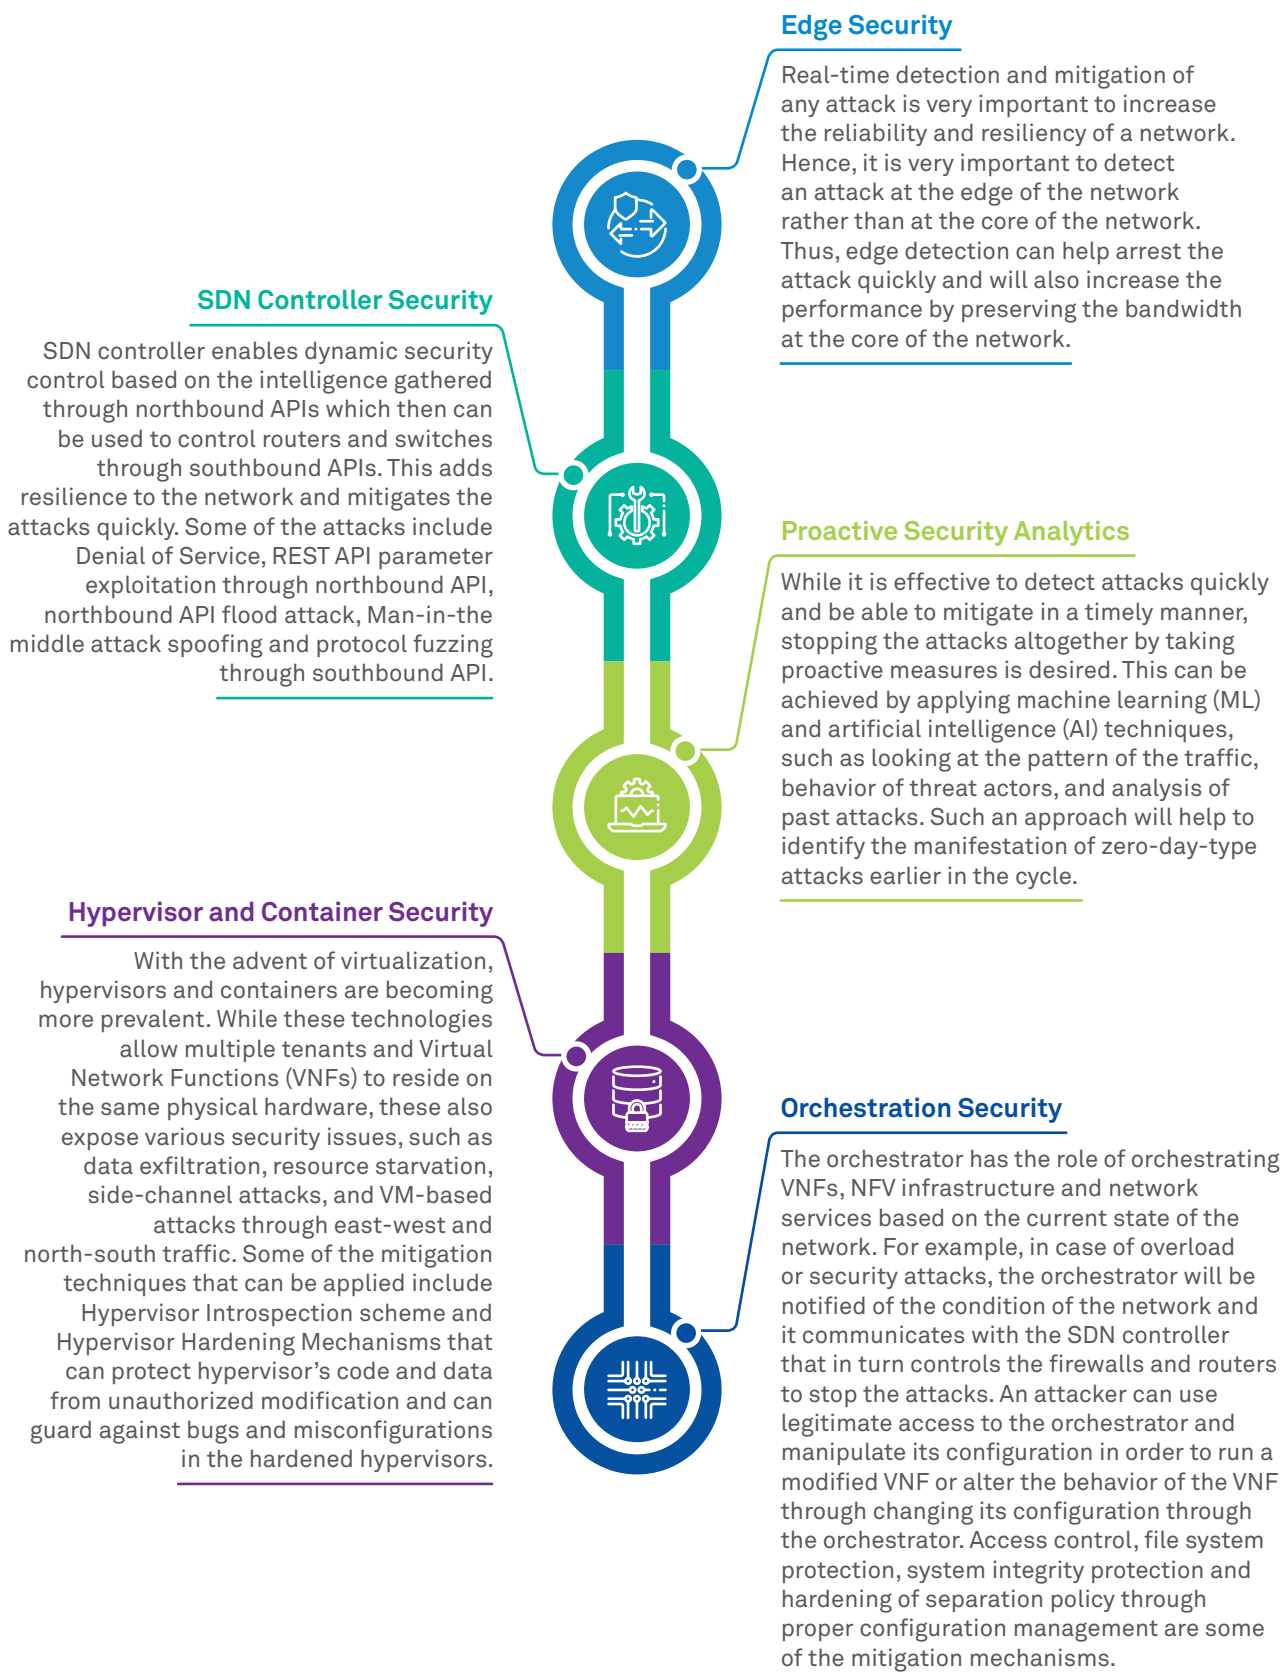 Edge Security
Real-time detection and mitigation of
any attack is very important to increase
the reliability and resiliency of a network.
Hence, it is very important to detect
an attack at the edge of the network
rather than at the core of the network.
Thus, edge detection can help arrest the
attack quickly and will also increase the
performance by preserving the bandwidth
at the core of the network.
SDN Controller Security
SDN controller enables dynamic security
control based on the intelligence gathered
through northbound APIs which then can
be used to control routers and switches
through southbound APIs. This adds
resilience to the network and mitigates the
attacks quickly. Some of the attacks include
Denial of Service, REST API parameter
exploitation through northbound API,
northbound API flood attack, Man-in-the
middle attack spoofing and protocol fuzzing
through southbound API.
Proactive Security Analytics
While it is effective to detect attacks quickly
and be able to mitigate in a timely manner,
stopping the attacks altogether by taking
proactive measures is desired. This can be
achieved by applying machine learning (ML)
and artificial intelligence (AI) techniques,
such as looking at the pattern of the traffic,
behavior of threat actors, and analysis of
past attacks. Such an approach will help to
identify the manifestation of zero-day-type
attacks earlier in the cycle.
Hypervisor and Container Security
With the advent of virtualization,
hypervisors and containers are becoming
more prevalent. While these technologies
allow multiple tenants and Virtual
Network Functions (VNFs) to reside on
the same physical hardware, these also
expose various security issues, such as
data exfiltration, resource starvation,
side-channel attacks, and VM-based
attacks through east-west and
north-south traffic. Some of the mitigation
techniques that can be applied include
Hypervisor Introspection scheme and
Hypervisor Hardening Mechanisms that
can protect hypervisor’s code and data
from unauthorized modification and can
guard against bugs and misconfigurations
in the hardened hypervisors.
Orchestration Security
The orchestrator has the role of orchestrating
VNFs, NFV infrastructure and network
services based on the current state of the
network. For example, in case of overload
or security attacks, the orchestrator will be
notified of the condition of the network and
it communicates with the SDN controller
that in turn controls the firewalls and routers
to stop the attacks. An attacker can use
legitimate access to the orchestrator and
manipulate its configuration in order to run a
modified VNF or alter the behavior of the VNF
through changing its configuration through
the orchestrator. Access control, file system
protection, system integrity protection and
hardening of separation policy through
proper configuration management are some
of the mitigation mechanisms.